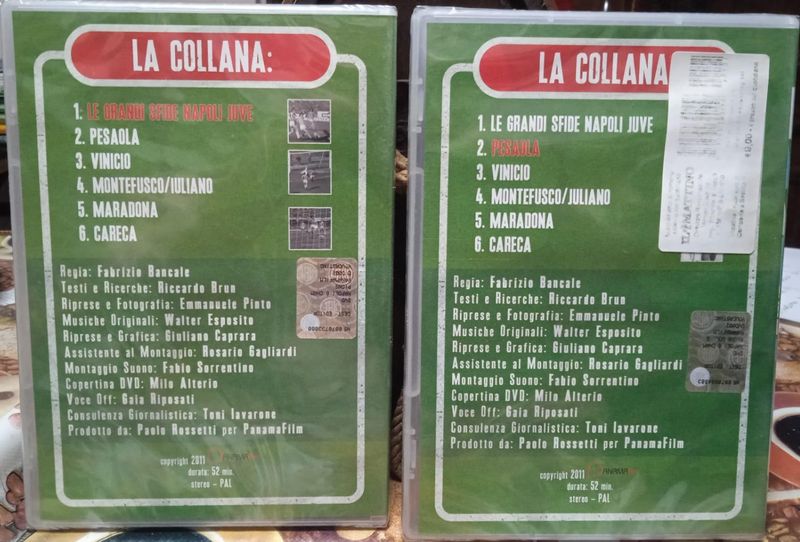 LA COLLANA:
1: LE GRANDI SFIDE NAPOLI JUVE
2. PESAOLA
3. VINICIO
4. MONTEFUSCO/IULIANO
5. MARADONA
6. CARECA
Regia: Fabrizio Bancale
Testi e Ricerche: Riccardo Brun
Riprese e Fotografia: Emmanuele Pinto
Musiche Originali: Walter Esposito
Riprese e Grafica: Giuliano Caprara
Assistente al Montaggio: Rosario Gagliardi
Montaggio Suono: Fabio Sorrentino
Copertina DVD: Milo Alterio
Voce Off: Gaia Riposati
Consulenza Giornalistica: Toni Iavarone
Prodotto da: Paolo Rossetti per PanamaFilm
copyright 2011
durata: 52 min.
stereo - PAL
LA COLLANA
1. LE GRANDI SFIDE NAPOLI JUVE
2. PESAOLA
3. VINICIO
4. MONTEFUSCO/JULIANO
5. MARADONA
6. CARECA
Regia: Fabrizio Bancale
Testi e Ricerche: Riccardo Brun
Riprese e Fotografia: Emmanuele Pinto
Musiche Originali: Walter Esposito
Riprese e Grafica: Giuliano Caprara
Assistente al Montaggio: Rosario Gagliardi
Montaggio Suono: Fabio Sorrentino
Copertina DVD: Milo Alterio
Voce Off: Gaia Riposati
Consulenza Giornalistica: Toni Iavarone
Prodotto da: Paolo Rossetti per PanamaFilm
copyright 2011
durata: 52 min.
stereo - PAL